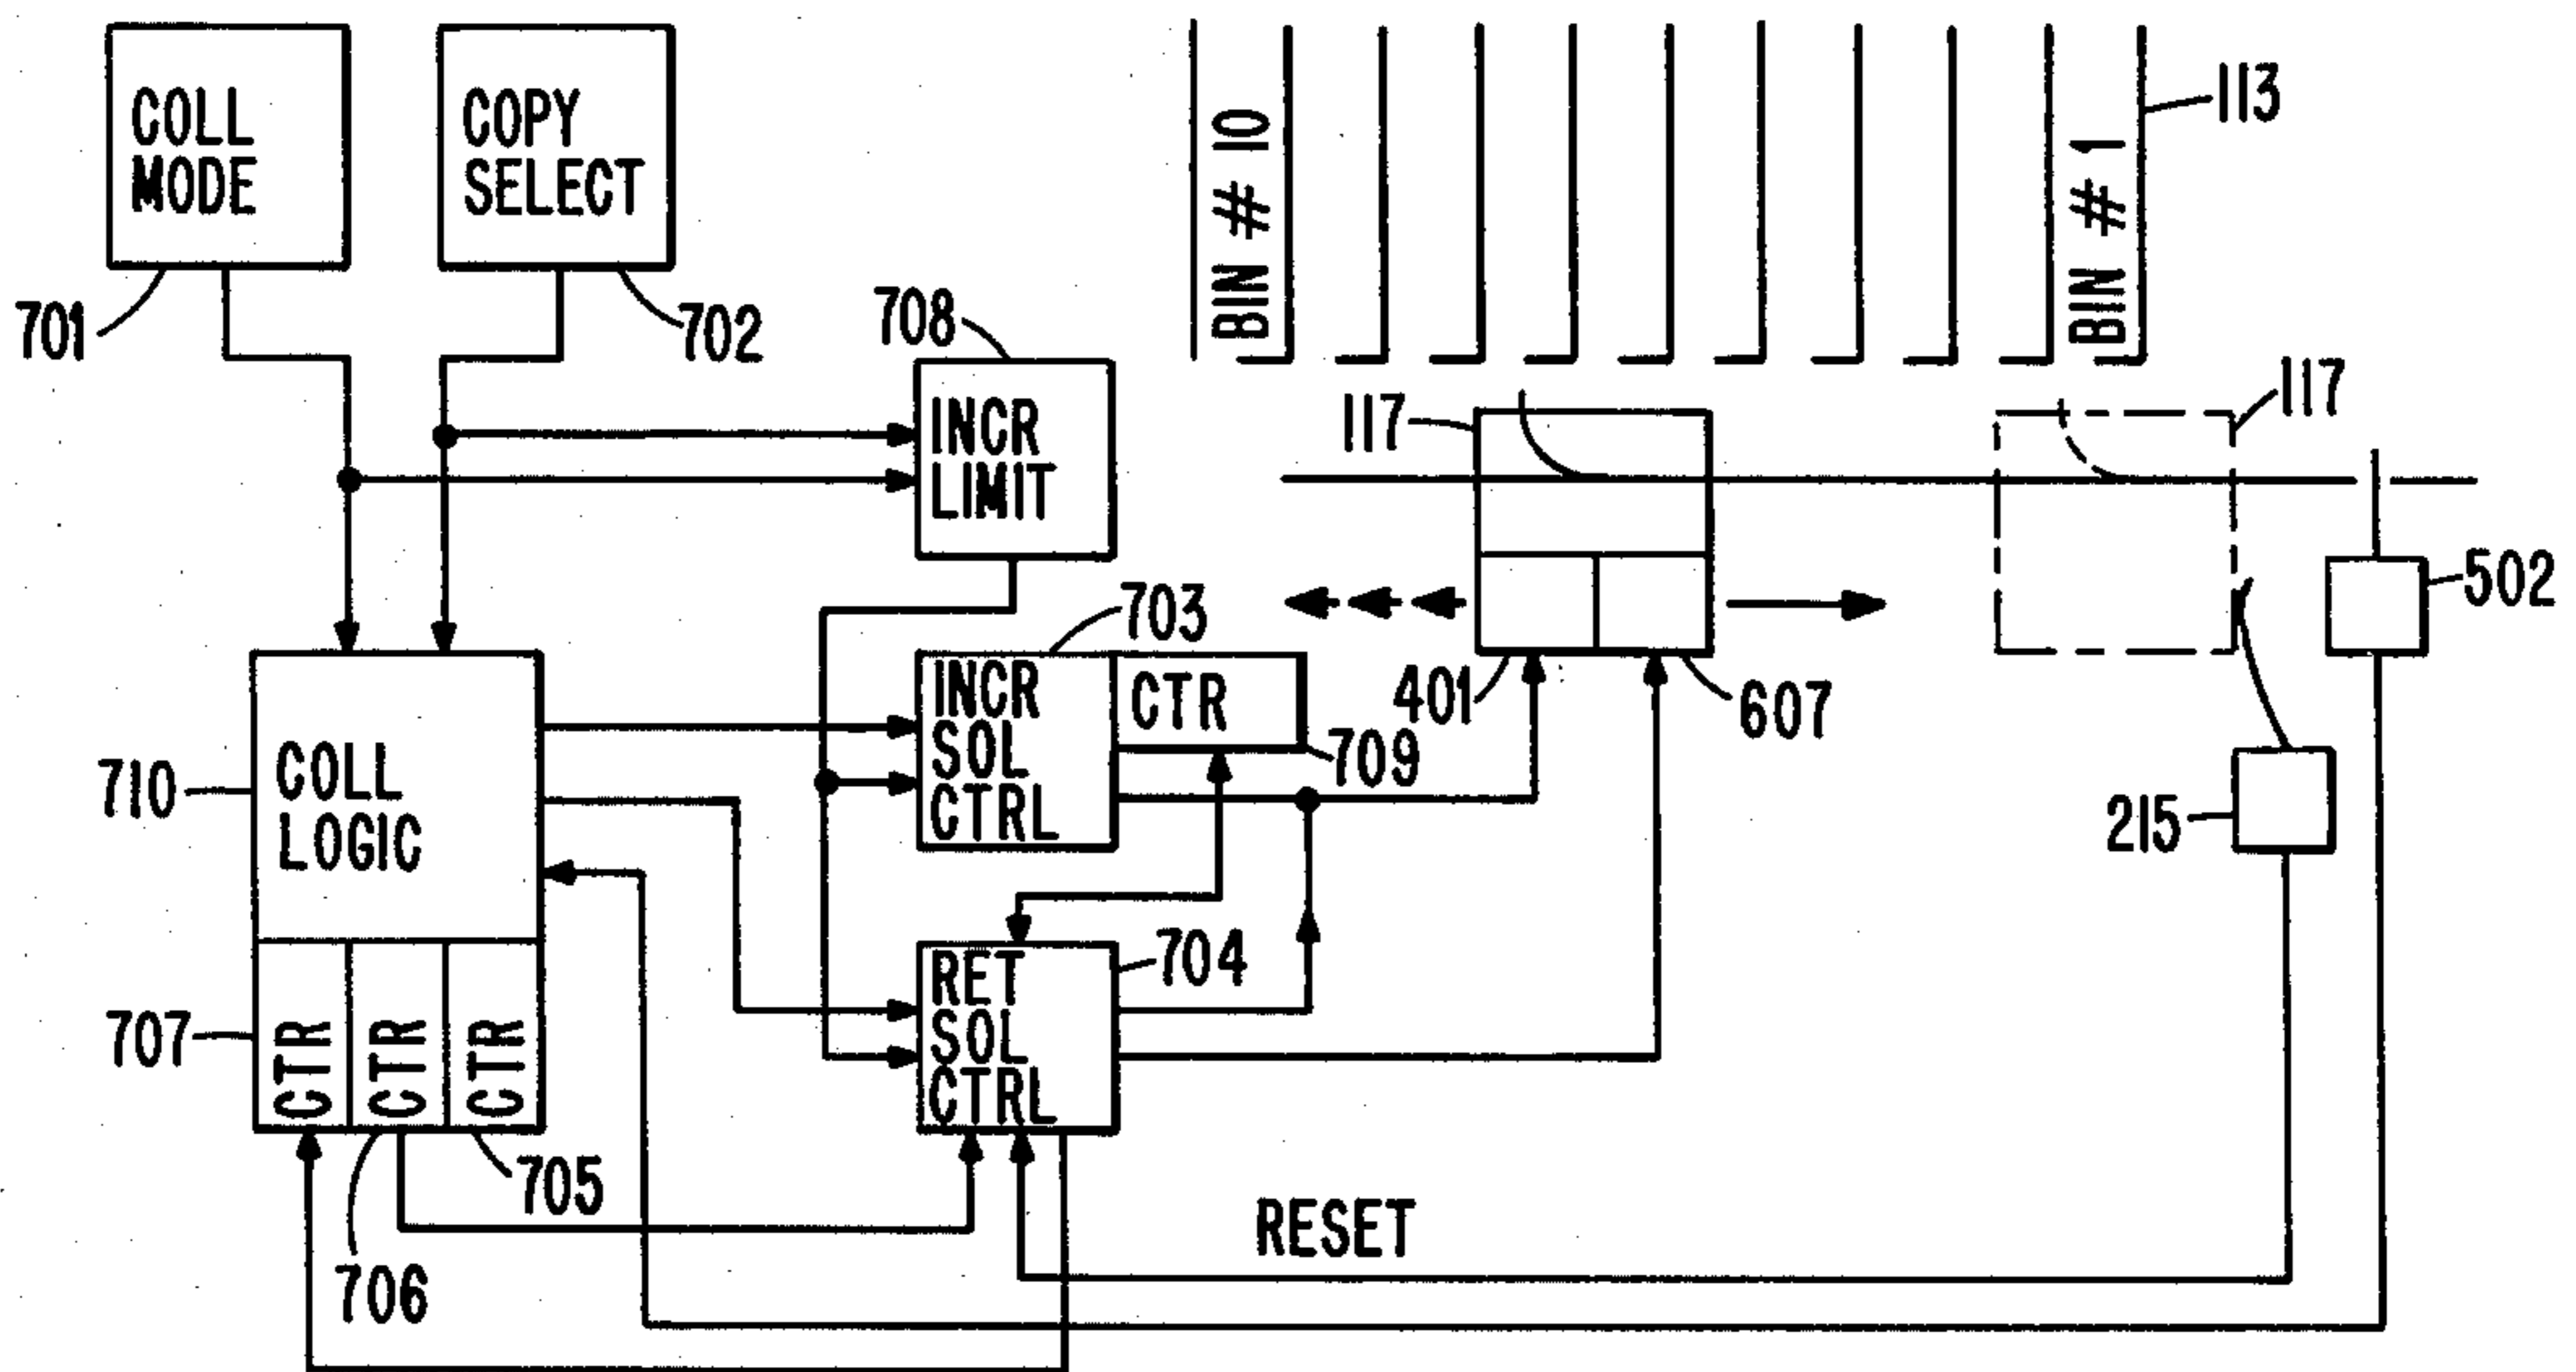 COLL
MODE
COPY
SELECT
BIN # 10
BIN # 1
113
701
702
708
INCR
LIMIT
117
117
502
703
INCR
SOL
CTRL
CTR
709
401
607
215
710
COLL
LOGIC
704
RET
SOL
CTRL
707
CTR
CTR
CTR
705
706
RESET